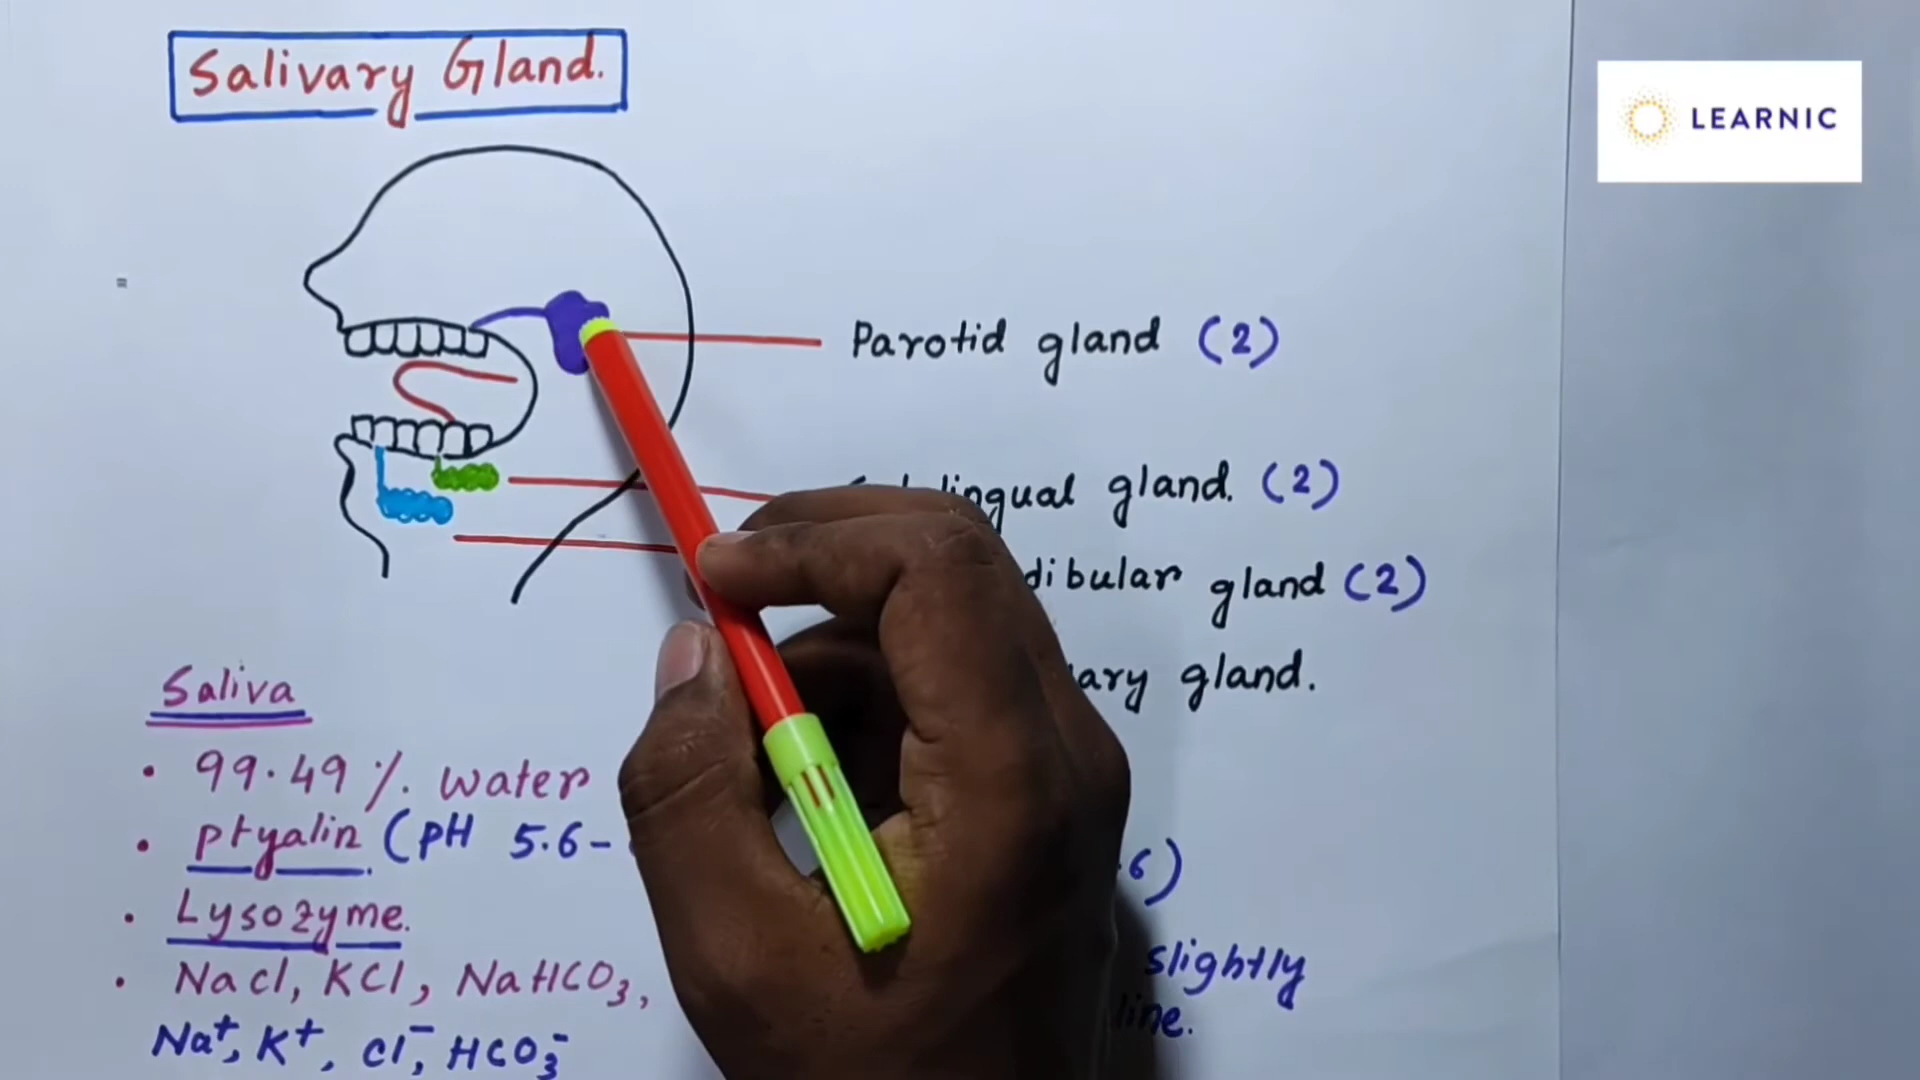 Salivary Gland.
LEARNIC
=
Parotid gland (2)
lingual gland. (2)
dibular gland (2)
ary gland.
Saliva
• 99.49 %. water
• Ptyalin (pH 5.6-
.6)
• Lysozyme.
• Nacl, KCl, NaHCO3,
slightly
line.
Na+, K+, Cl-, HCO3-